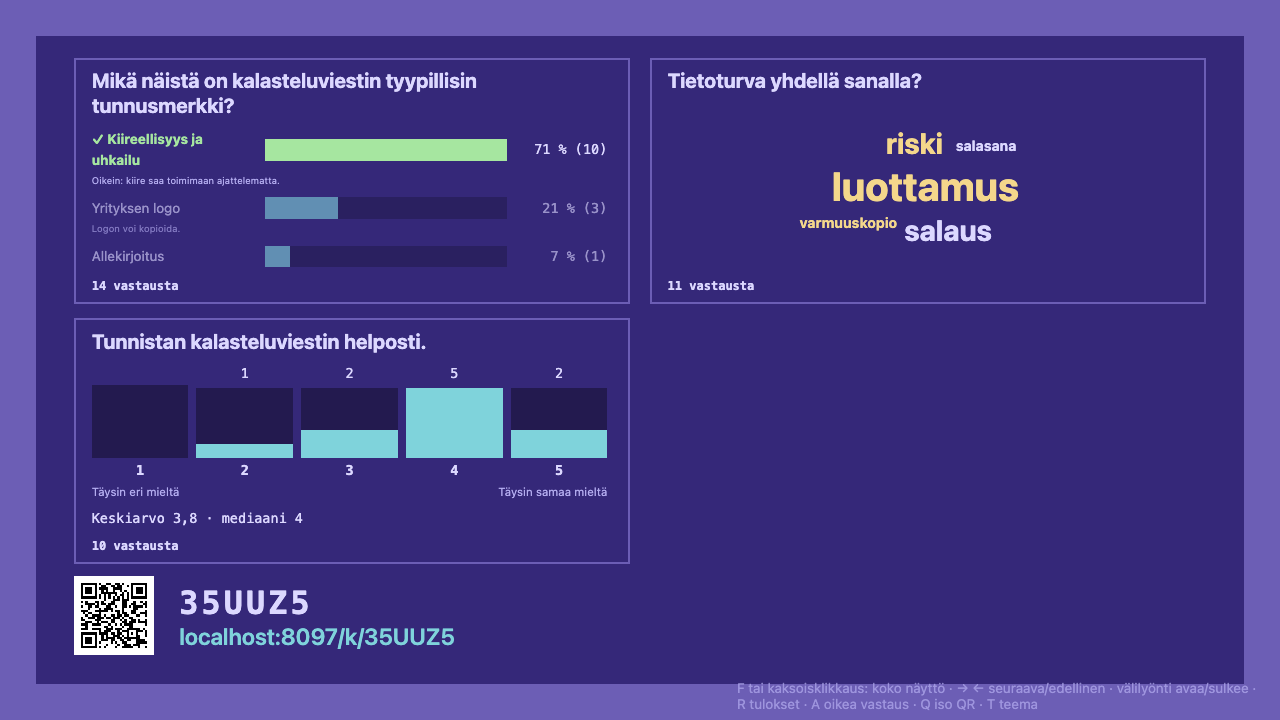 Mikä näistä on kalasteluviestin tyypillisin
tunnusmerkki?
✓ Kiireellisyys ja
uhkailu
71 % (10)
Oikein: kiire saa toimimaan ajattelematta.
Yrityksen logo
21 % (3)
Logon voi kopioida.
Allekirjoitus
7 % (1)
14 vastausta
Tietoturva yhdellä sanalla?
riski salasana
luottamus
varmuuskopio salaus
11 vastausta
Tunnistan kalasteluviestin helposti.
1 2 5 2
1 2 3 4 5
Täysin eri mieltä Täysin samaa mieltä
Keskiarvo 3,8 · mediaani 4
10 vastausta
35UUZ5
localhost:8097/k/35UUZ5
F tai kaksoisklikkaus: koko näyttö · → ← seuraava/edellinen · välilyönti avaa/sulkee ·
R tulokset · A oikea vastaus · Q iso QR · T teema